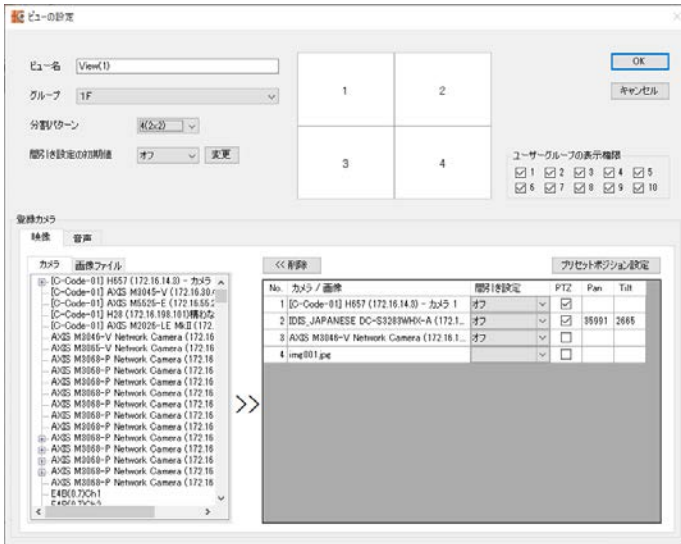 ビューの設定
ビュー名 View(1)
グループ 1F
分割パターン 4(2x2)
間引き設定の初期値 オフ 変更
1 2
3 4
OK
キャンセル
ユーザーグループの表示権限
1 2 3 4 5
6 7 8 9 10
登録カメラ
映像 音声
カメラ 画像ファイル
[C-Code-01] H657 (172.16.14.3) - カメラ
[C-Code-01] AXIS M3045-V (172.16.30.
[C-Code-01] AXIS M5525-E (172.16.55.
[C-Code-01] H28 (172.16.198.101)構わな
[C-Code-01] AXIS M2026-LE MkII (172.
AXIS M3046-V Network Camera (172.16
AXIS M3065-V Network Camera (172.16
AXIS M3068-P Network Camera (172.16
AXIS M3068-P Network Camera (172.16
AXIS M3068-P Network Camera (172.16
AXIS M3068-P Network Camera (172.16
AXIS M3068-P Network Camera (172.16
AXIS M3068-P Network Camera (172.16
AXIS M3068-P Network Camera (172.16
AXIS M3068-P Network Camera (172.16
AXIS M3068-P Network Camera (172.16
AXIS M3068-P Network Camera (172.16
E4B(0.7)Ch1
>>
<< 削除
プリセットポジション設定
No. カメラ / 画像 間引き設定 PTZ Pan Tilt
1 [C-Code-01] H657 (172.16.14.3) - カメラ 1 オフ
2 IDIS_JAPANESE DC-S3283WHX-A (172.1... オフ 35991 2665
3 AXIS M3046-V Network Camera (172.16.1... オフ
4 img001.jpg